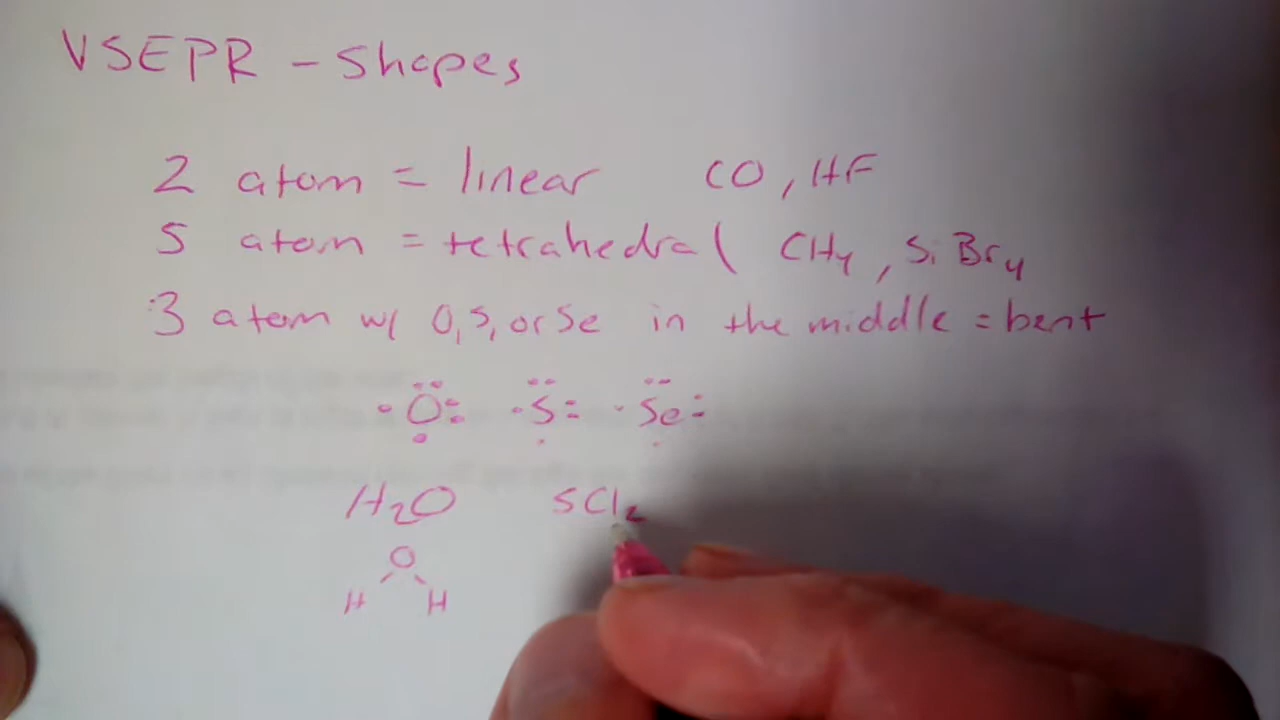 VSEPR - Shapes
2 atom = linear CO, HF
5 atom = tetrahedral CH4, SiBr4
3 atom w/ O, S, or Se in the middle = bent
O S Se
H2O SCl2
O
H H